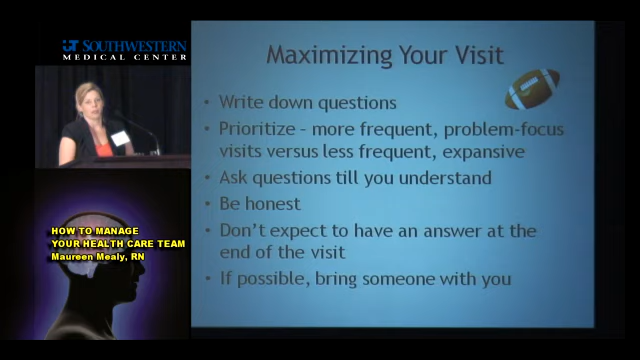 UT SOUTHWESTERN
MEDICAL CENTER
HOW TO MANAGE
YOUR HEALTH CARE TEAM
Maureen Mealy, RN
Maximizing Your Visit
• Write down questions
• Prioritize – more frequent, problem-focus
visits versus less frequent, expansive
• Ask questions till you understand
• Be honest
• Don't expect to have an answer at the
end of the visit
• If possible, bring someone with you